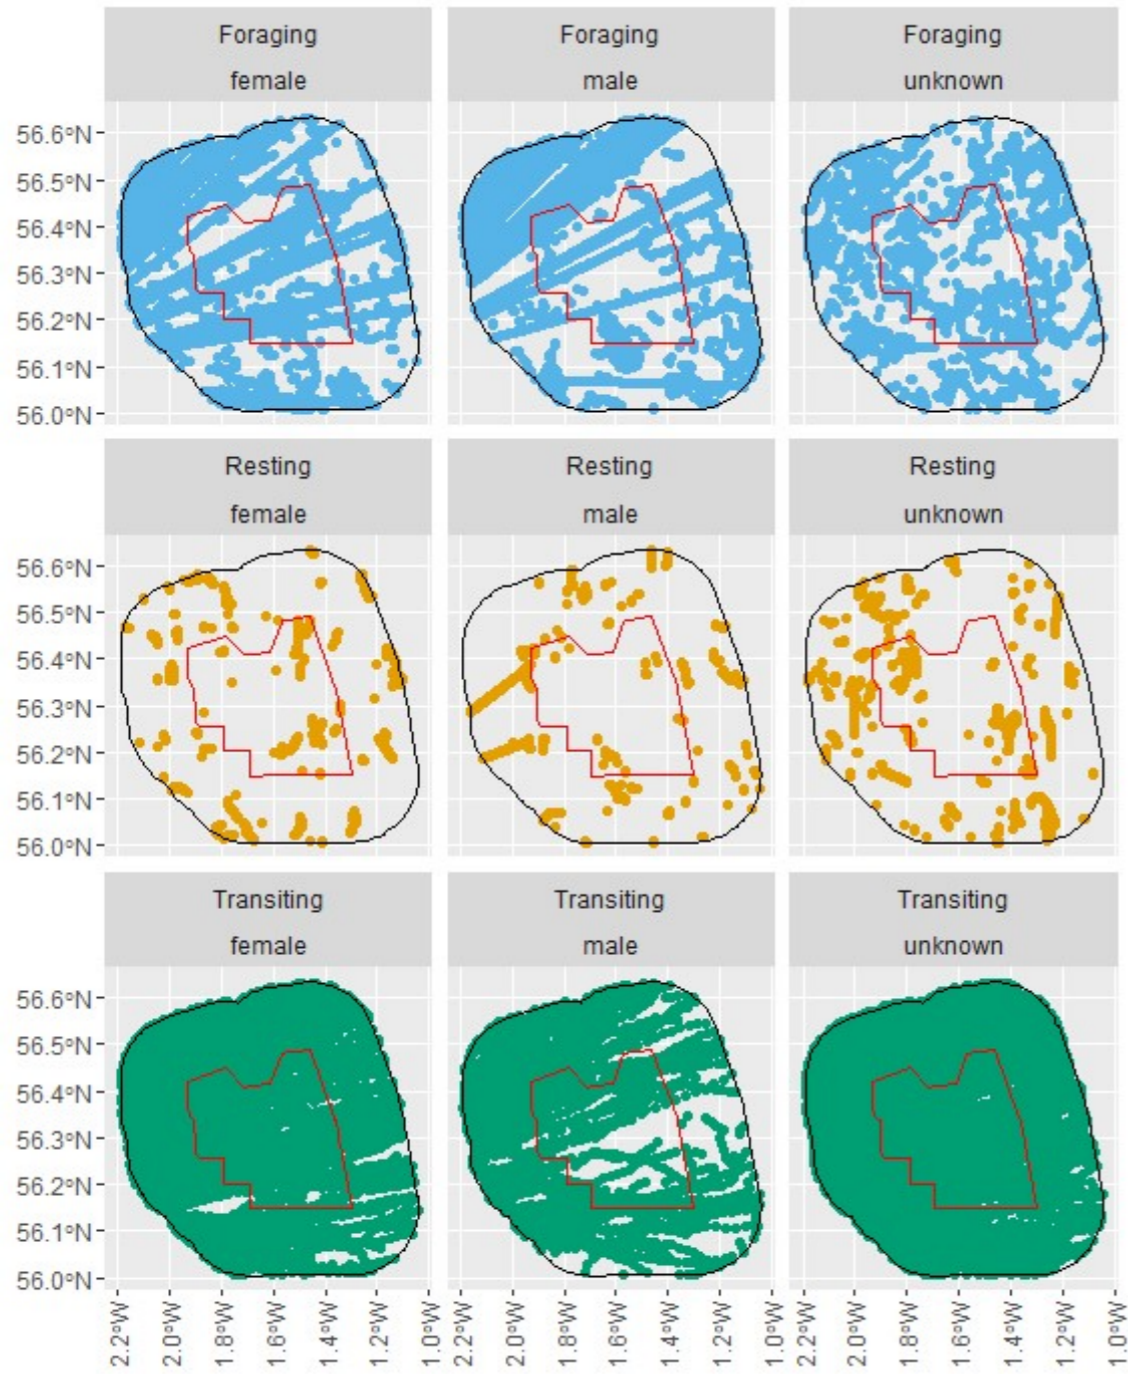 Foraging Foraging Foraging
female male unknown
56.6°N
56.5°N
56.4°N
56.3°N
56.2°N
56.1°N
56.0°N
Resting Resting Resting
female male unknown
56.6°N
56.5°N
56.4°N
56.3°N
56.2°N
56.1°N
56.0°N
Transiting Transiting Transiting
female male unknown
56.6°N
56.5°N
56.4°N
56.3°N
56.2°N
56.1°N
56.0°N
2.2°W 2.0°W 1.8°W 1.6°W 1.4°W 1.2°W 1.0°W 2.2°W 2.0°W 1.8°W 1.6°W 1.4°W 1.2°W 1.0°W 2.2°W 2.0°W 1.8°W 1.6°W 1.4°W 1.2°W 1.0°W